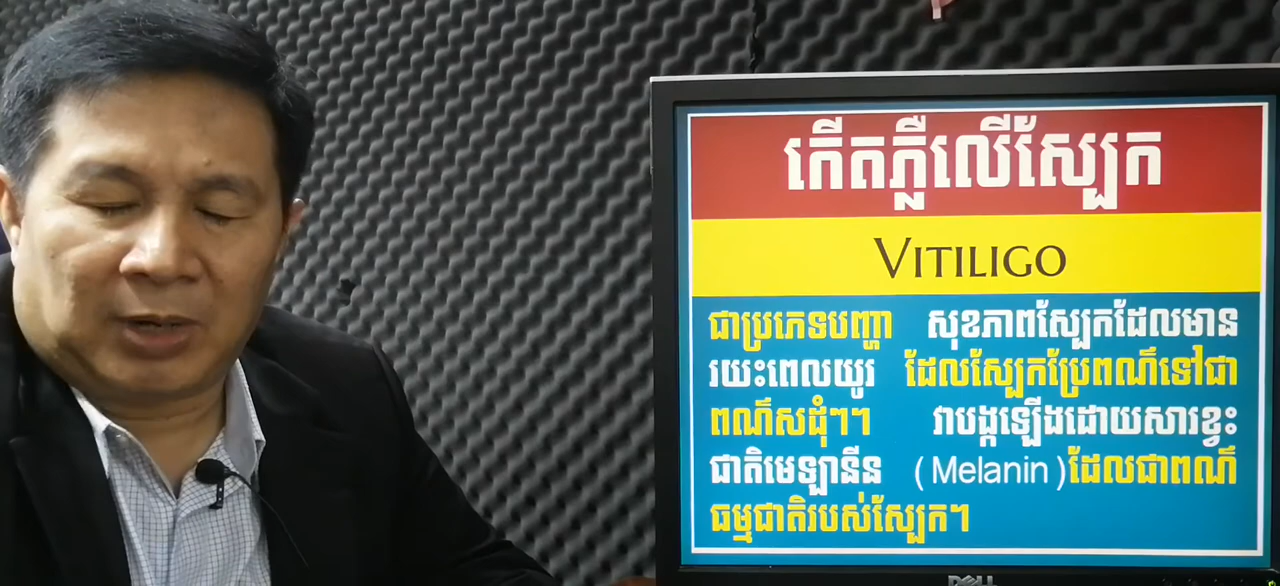 កើតភ្លឺលើស្បែក
VITILIGO
ជាប្រភេទបញ្ហា សុខភាពស្បែកដែលមាន
រយះពេលយូរ ដែលស្បែកប្រែពណ៌ទៅជា
ពណ៌សដុំៗ។ វាបង្កឡើងដោយសារខ្វះ
ជាតិមេឡានីន (Melanin)ដែលជាពណ៌
ធម្មជាតិរបស់ស្បែក។
DELL